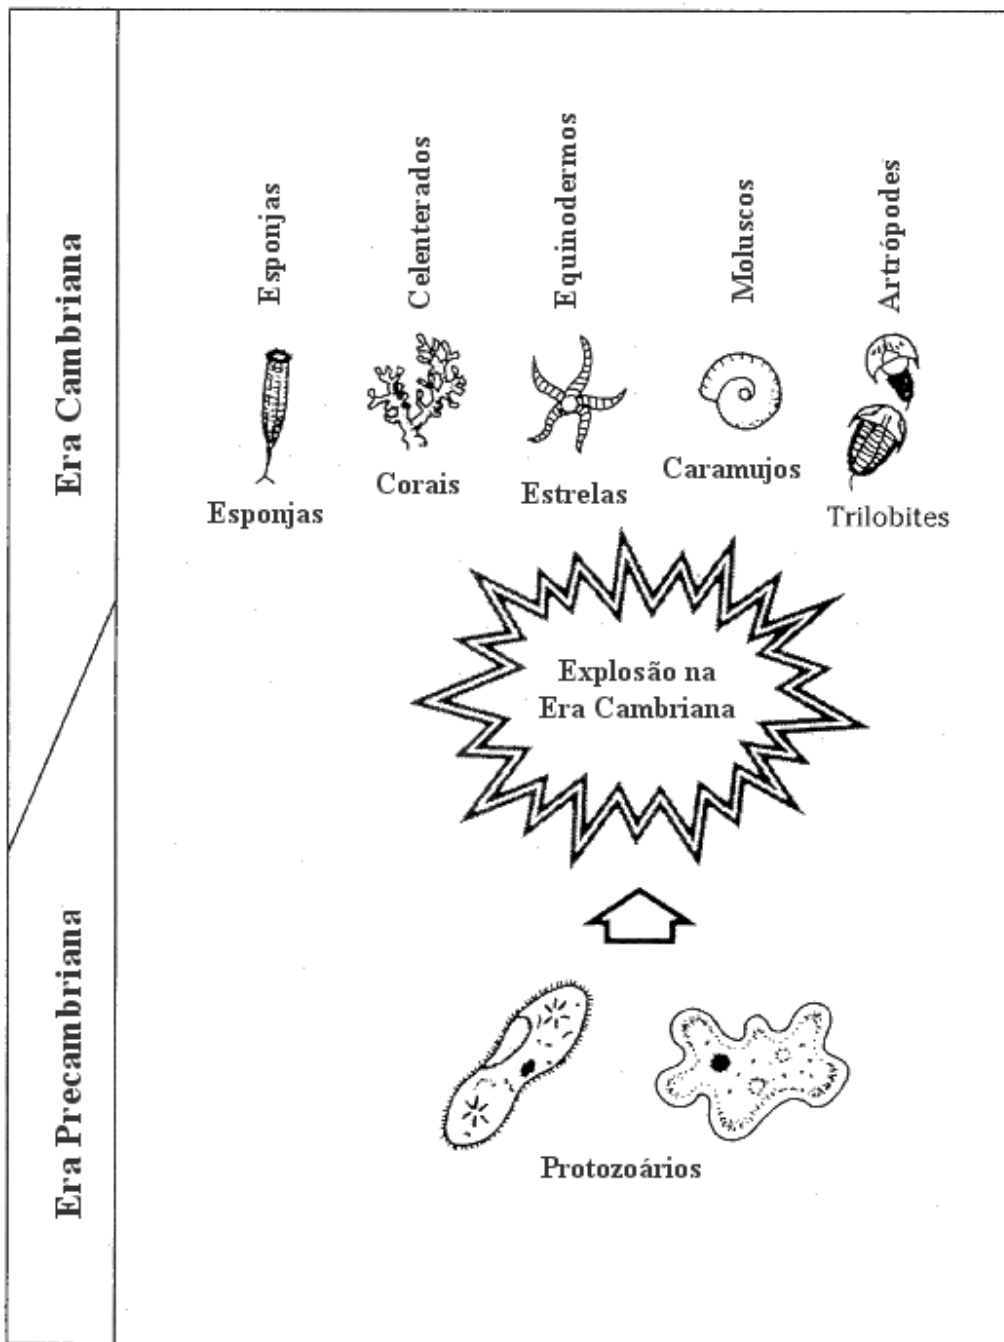 Era Cambriana
Esponjas
Celenterados
Equinodermos
Moluscos
Artrópodes
Esponjas
Corais
Estrelas
Caramujos
Trilobites
Explosão na
Era Cambriana
Era Precambriana
Protozoários